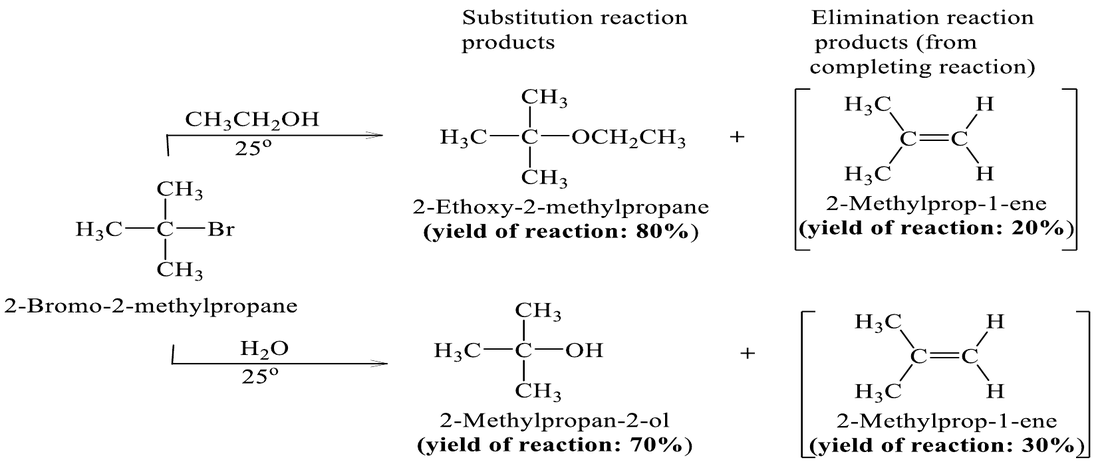 Substitution reaction
products
Elimination reaction
products (from
completing reaction)
CH₃CH₂OH
25º
CH₃
H₃C
C
OCH₂CH₃
CH₃
+
H₃C
H
C
C
H₃C
H
2-Ethoxy-2-methylpropane
(yield of reaction: 80%)
2-Methylprop-1-ene
(yield of reaction: 20%)
CH₃
H₃C
C
Br
CH₃
2-Bromo-2-methylpropane
H₂O
25º
CH₃
H₃C
C
OH
CH₃
+
H₃C
H
C
C
H₃C
H
2-Methylpropan-2-ol
(yield of reaction: 70%)
2-Methylprop-1-ene
(yield of reaction: 30%)